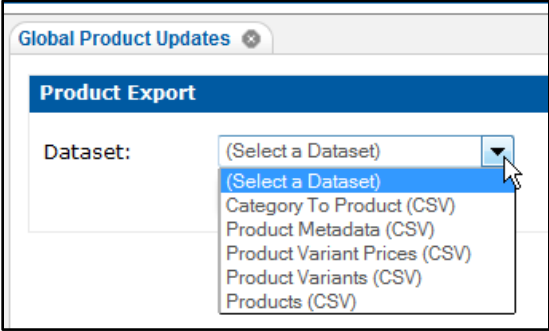 Global Product Updates
Product Export
Dataset: (Select a Dataset)
(Select a Dataset)
Category To Product (CSV)
Product Metadata (CSV)
Product Variant Prices (CSV)
Product Variants (CSV)
Products (CSV)